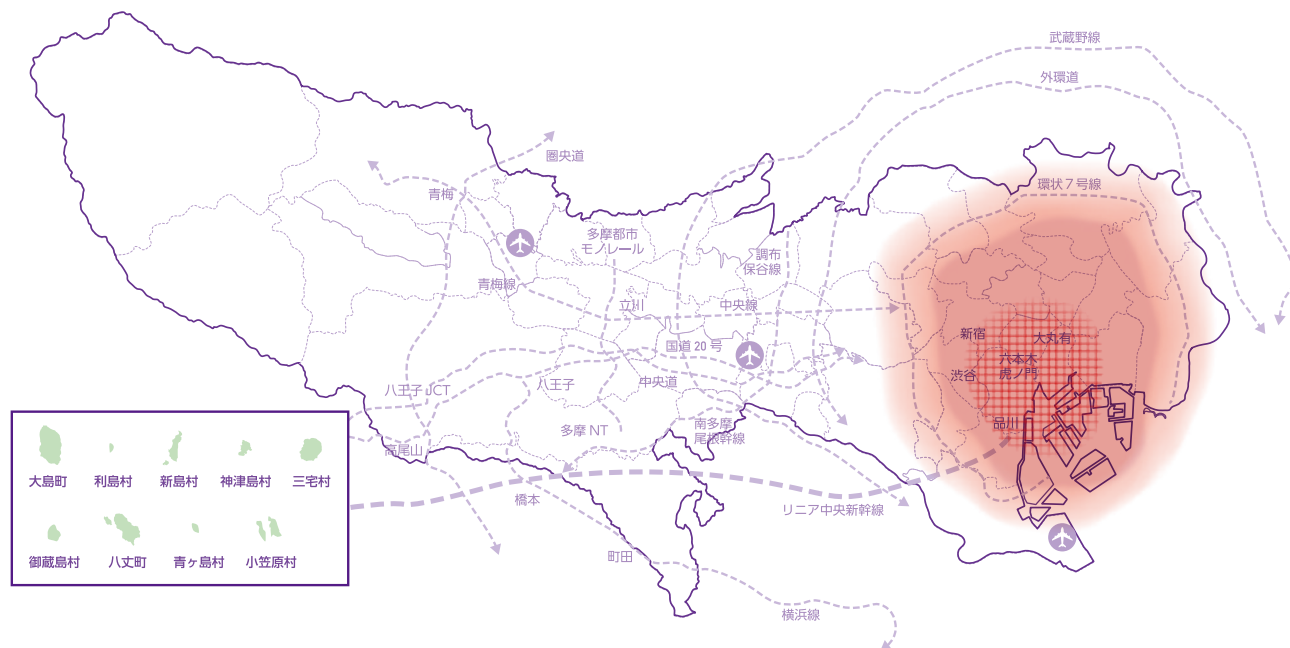 武蔵野線
外環道
圏央道
環状7号線
青梅
多摩都市
モノレール
調布
保谷線
青梅線
立川
中央線
国道 20 号
新宿
大丸有
六本木
虎ノ門
渋谷
八王子 JCT
八王子
中央道
品川
南多摩
尾根幹線
多摩 NT
高尾山
橋本
リニア中央新幹線
町田
横浜線
大島町
利島村
新島村
神津島村
三宅村
御蔵島村
八丈町
青ヶ島村
小笠原村